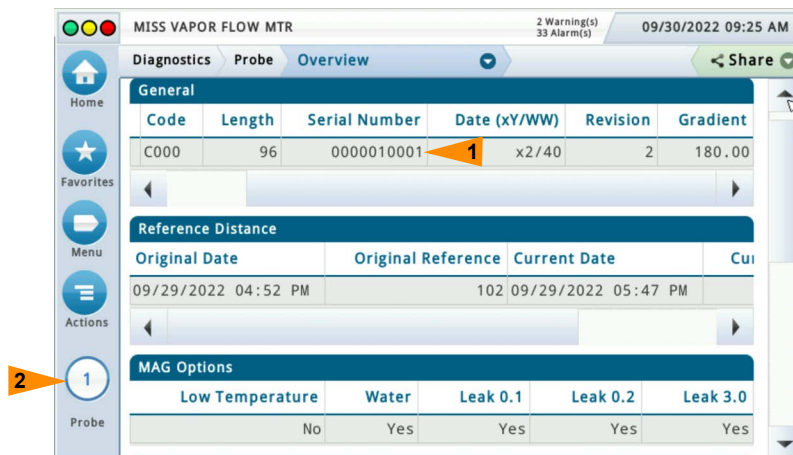 MISS VAPOR FLOW MTR
2 Warning(s)
33 Alarm(s)
09/30/2022 09:25 AM
Diagnostics Probe Overview
Share
Home
Favorites
Menu
Actions
1
Probe
2
General
Code Length Serial Number Date (xY/WW) Revision Gradient
C000 96 0000010001 1 x2/40 2 180.00
Reference Distance
Original Date Original Reference Current Date Cu
09/29/2022 04:52 PM 102 09/29/2022 05:47 PM
MAG Options
Low Temperature Water Leak 0.1 Leak 0.2 Leak 3.0
No Yes Yes Yes Yes